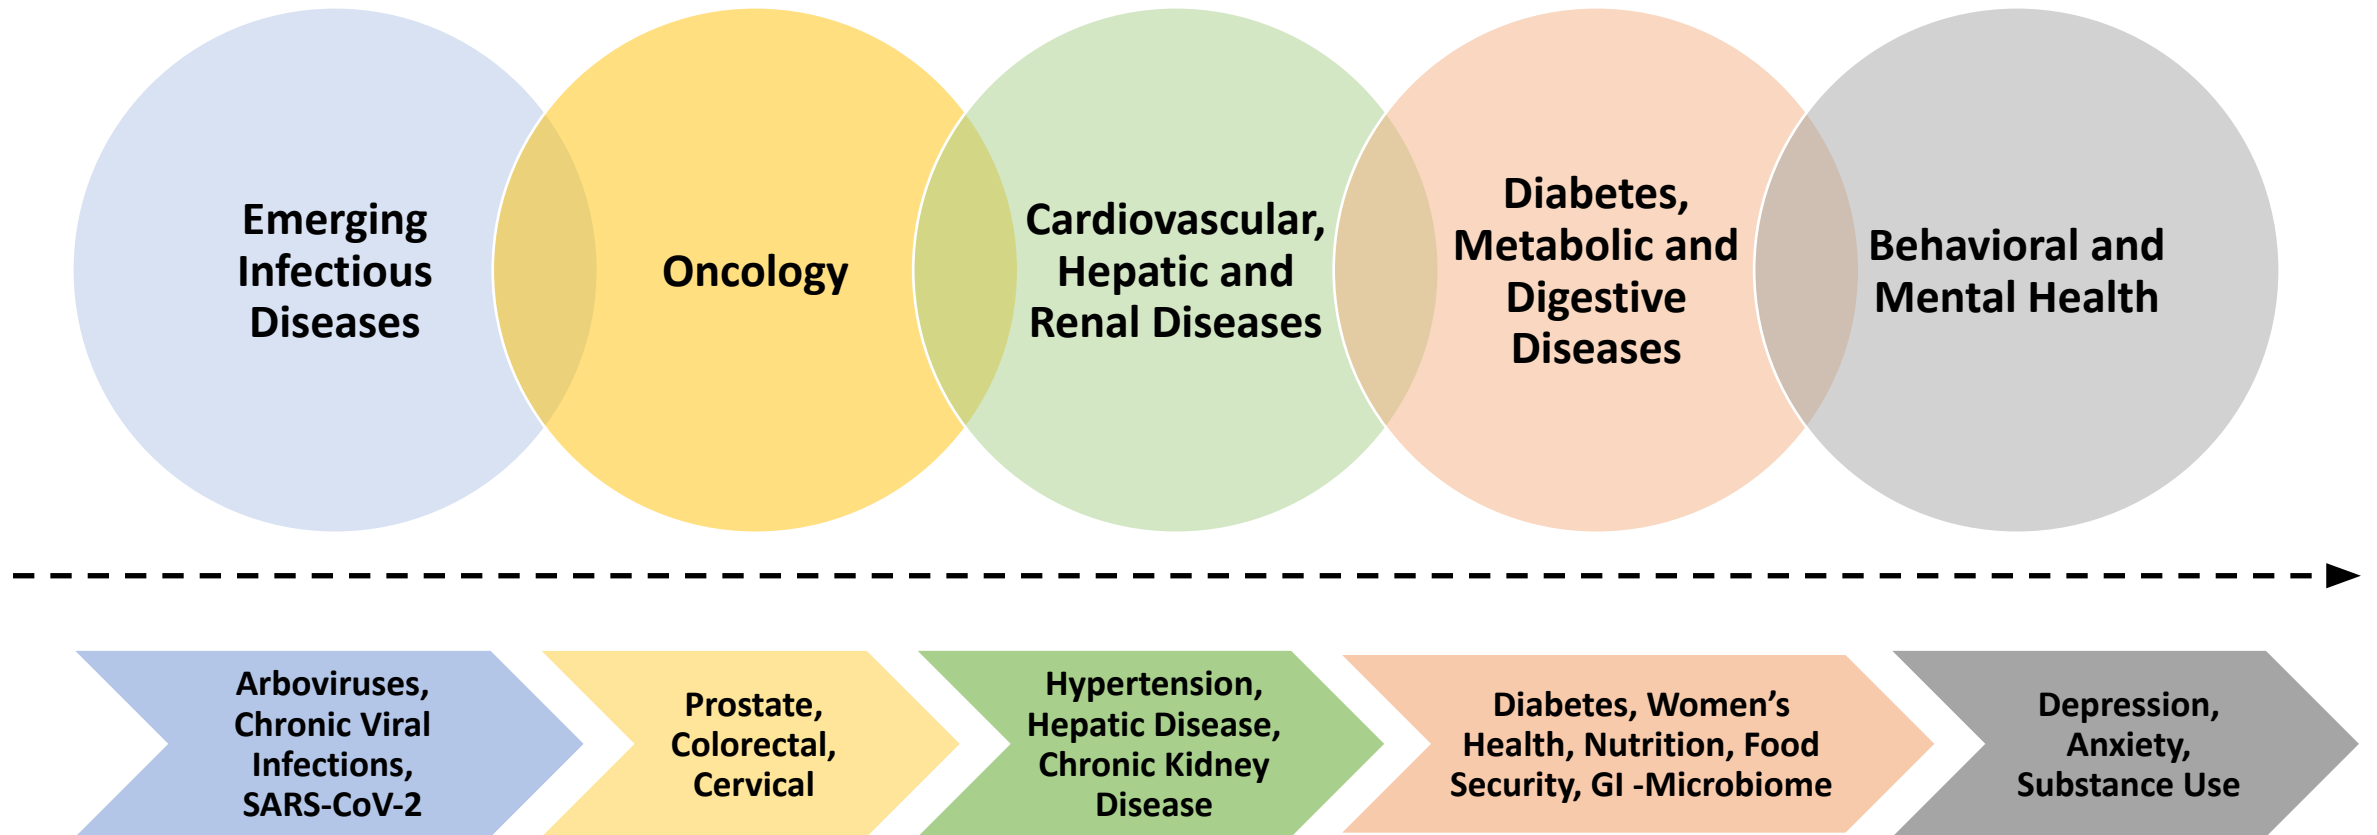 Emerging
Infectious
Diseases
Oncology
Cardiovascular,
Hepatic and
Renal Diseases
Diabetes,
Metabolic and
Digestive
Diseases
Behavioral and
Mental Health
Arboviruses,
Chronic Viral
Infections,
SARS-CoV-2
Prostate,
Colorectal,
Cervical
Hypertension,
Hepatic Disease,
Chronic Kidney
Disease
Diabetes, Women’s
Health, Nutrition, Food
Security, GI -Microbiome
Depression,
Anxiety,
Substance Use